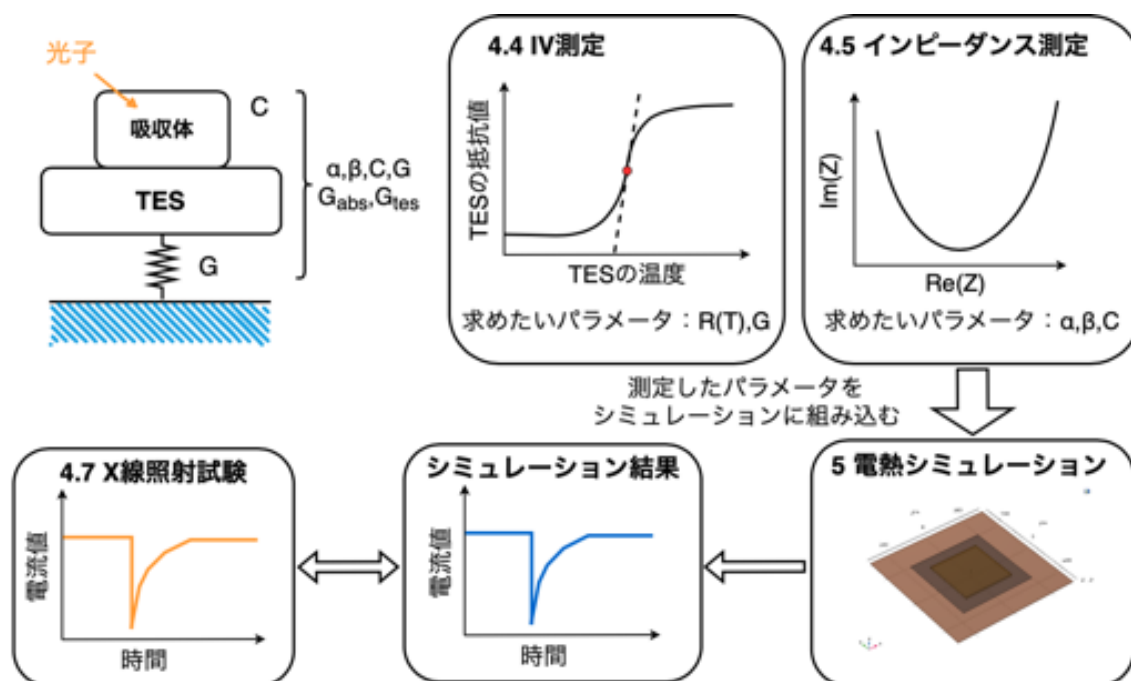 光子
吸収体
C
TES
G
α,β,C,G
Gabs,Gtes
4.4 IV測定
TESの抵抗値
TESの温度
求めたいパラメータ：R(T),G
4.5 インピーダンス測定
Im(Z)
Re(Z)
求めたいパラメータ：α,β,C
測定したパラメータを
シミュレーションに組み込む
4.7 X線照射試験
電流値
時間
シミュレーション結果
電流値
時間
5 電熱シミュレーション